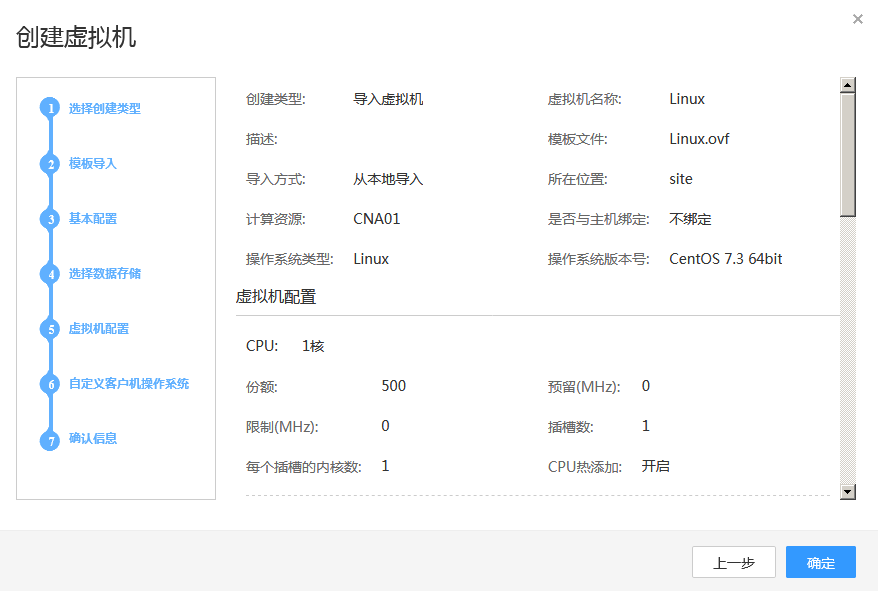 创建虚拟机
1 选择创建类型
2 模板导入
3 基本配置
4 选择数据存储
5 虚拟机配置
6 自定义客户机操作系统
7 确认信息
创建类型: 导入虚拟机 虚拟机名称: Linux
描述: 模板文件: Linux.ovf
导入方式: 从本地导入 所在位置: site
计算资源: CNA01 是否与主机绑定: 不绑定
操作系统类型: Linux 操作系统版本号: CentOS 7.3 64bit
虚拟机配置
CPU: 1核
份额: 500 预留(MHz): 0
限制(MHz): 0 插槽数: 1
每个插槽的内核数: 1 CPU热添加: 开启
上一步 确定